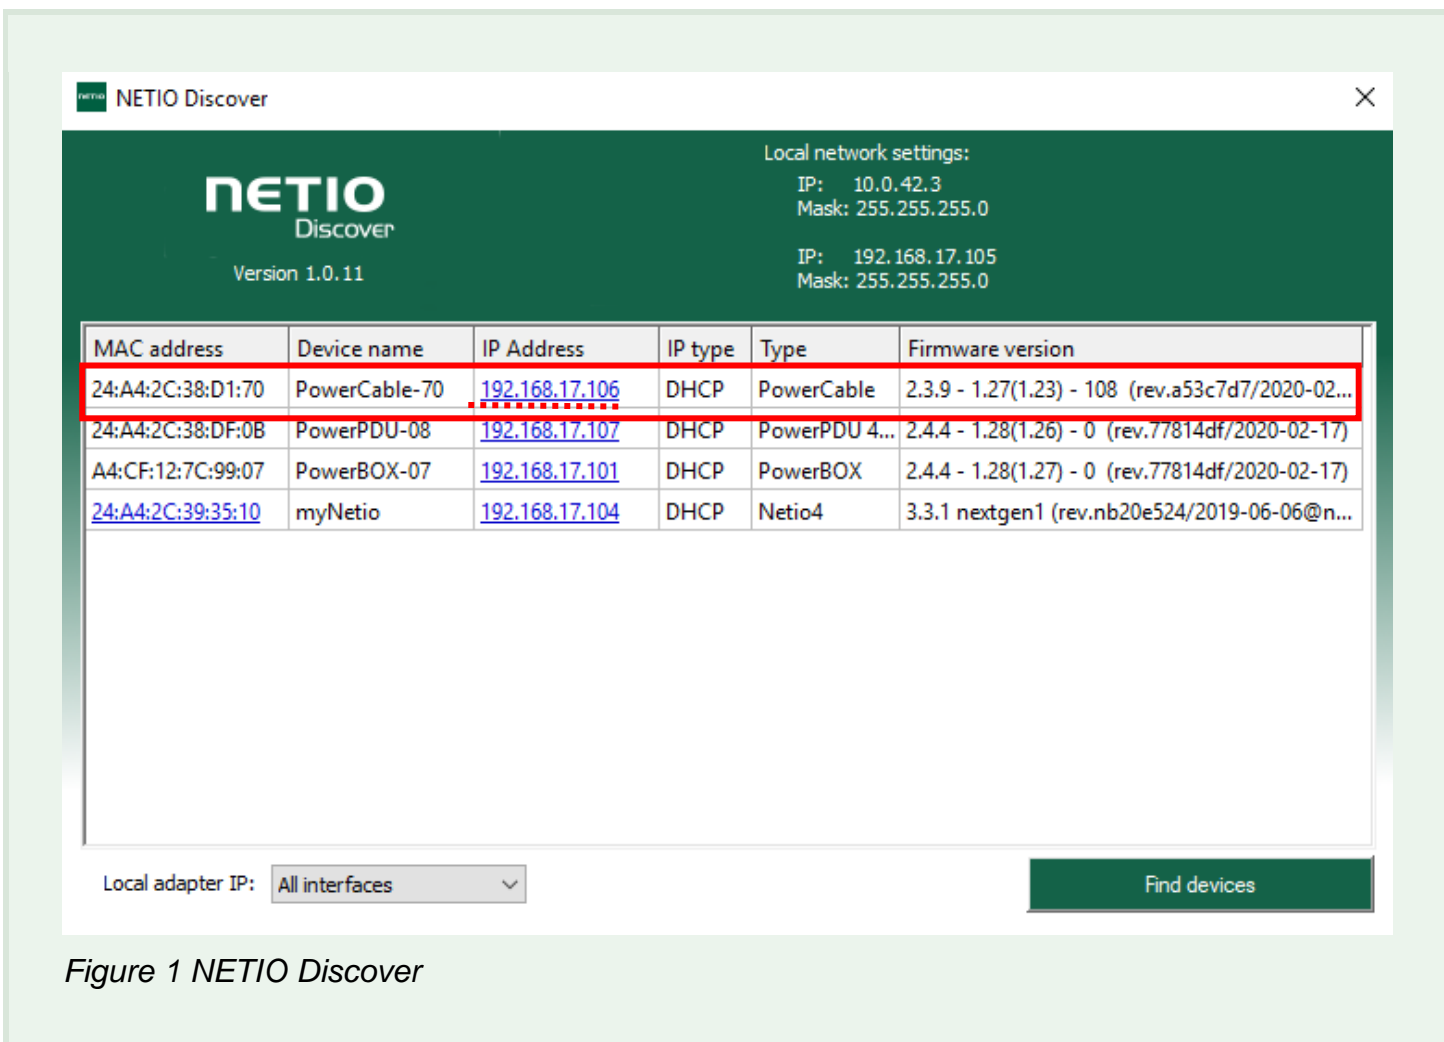 NETIO NETIO Discover
Local network settings:
IP: 10.0.42.3
Mask: 255.255.255.0
NETIO
Discover
IP: 192.168.17.105
Version 1.0.11
Mask: 255.255.255.0
MAC address Device name IP Address IP type Type Firmware version
24:A4:2C:38:D1:70 PowerCable-70 192.168.17.106 DHCP PowerCable 2.3.9 - 1.27(1.23) - 108 (rev.a53c7d7/2020-02...
24:A4:2C:38:DF:0B PowerPDU-08 192.168.17.107 DHCP PowerPDU 4... 2.4.4 - 1.28(1.26) - 0 (rev.77814df/2020-02-17)
A4:CF:12:7C:99:07 PowerBOX-07 192.168.17.101 DHCP PowerBOX 2.4.4 - 1.28(1.27) - 0 (rev.77814df/2020-02-17)
24:A4:2C:39:35:10 myNetio 192.168.17.104 DHCP Netio4 3.3.1 nextgen1 (rev.nb20e524/2019-06-06@n...
Local adapter IP: All interfaces Find devices
Figure 1 NETIO Discover